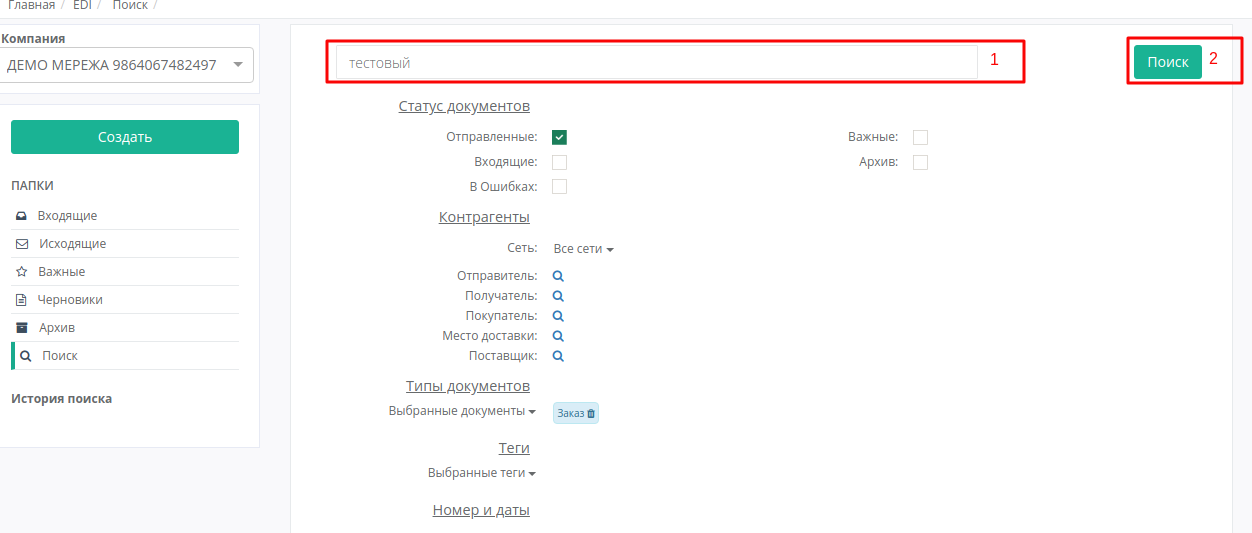 Главная / EDI / Поиск /
Компания
ДЕМО МЕРЕЖА 9864067482497
Создать
ПАПКИ
Входящие
Исходящие
Важные
Черновики
Архив
Поиск
История поиска
тестовый 1
Поиск 2
Статус документов
Отправленные: Важные:
Входящие: Архив:
В Ошибках:
Контрагенты
Сеть: Все сети
Отправитель:
Получатель:
Покупатель:
Место доставки:
Поставщик:
Типы документов
Выбранные документы Заказ
Теги
Выбранные теги
Номер и даты